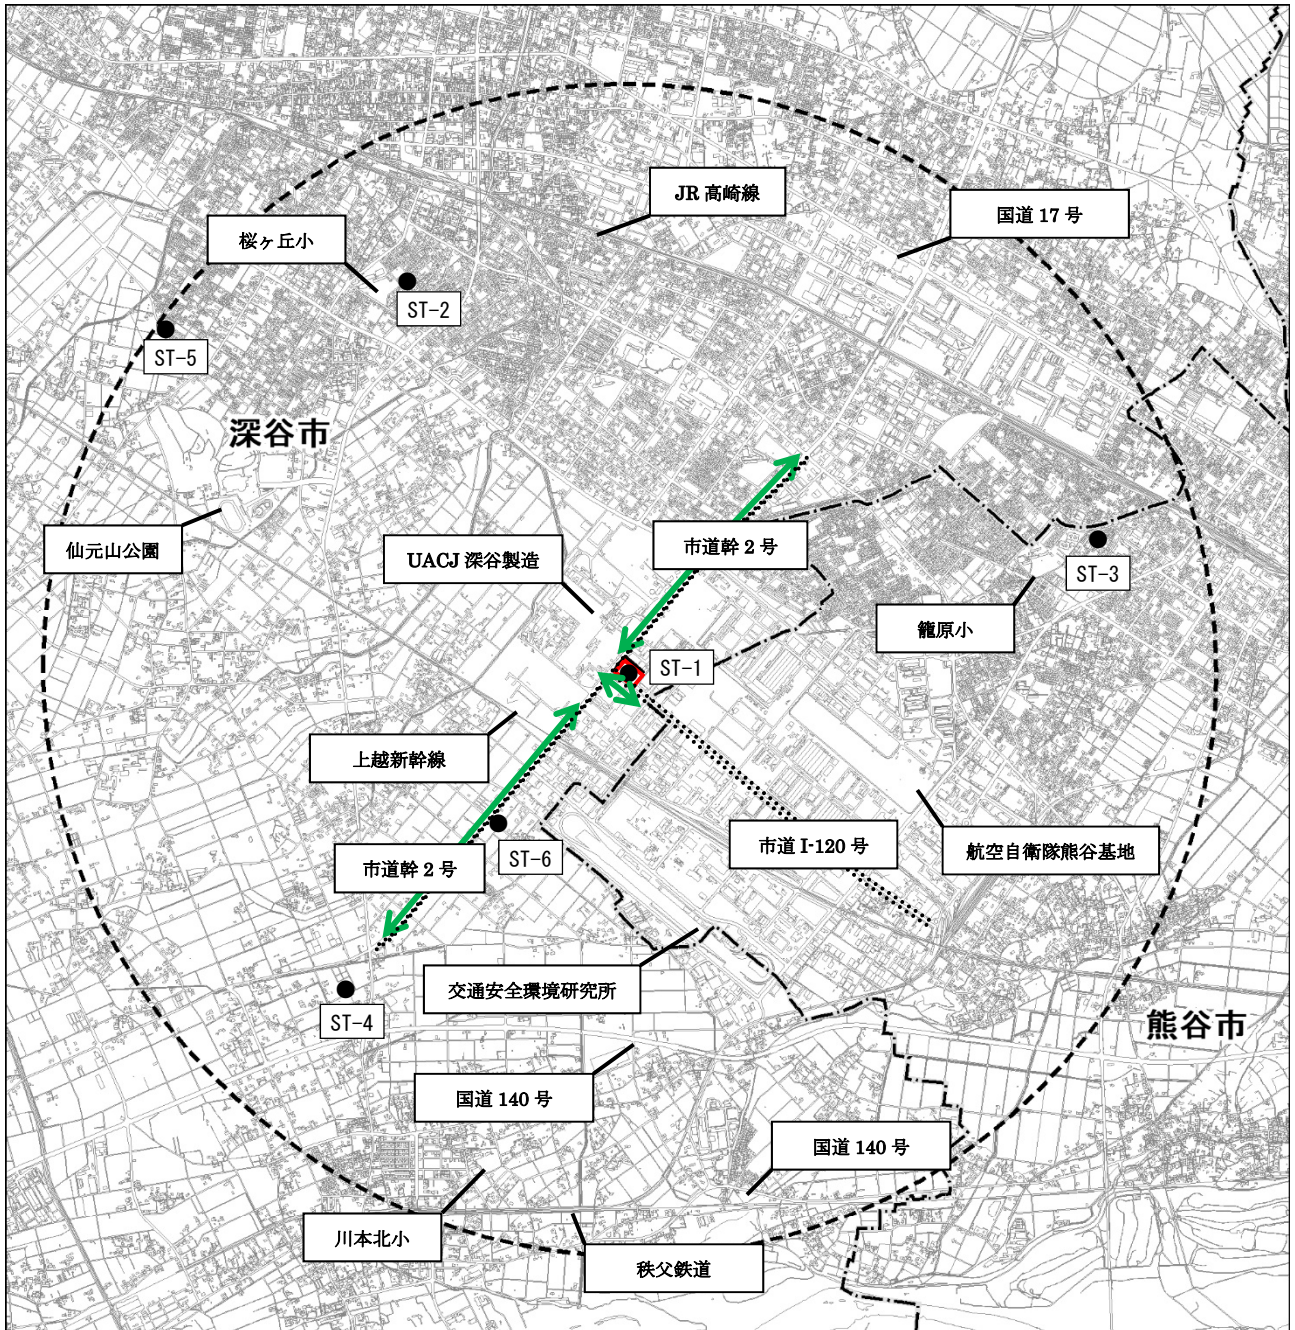 JR 高崎線
国道 17 号
桜ヶ丘小
ST-2
ST-5
深谷市
仙元山公園
UACJ 深谷製造
市道幹 2 号
ST-3
籠原小
ST-1
上越新幹線
市道幹 2 号
ST-6
市道 I-120 号
航空自衛隊熊谷基地
交通安全環境研究所
ST-4
熊谷市
国道 140 号
国道 140 号
川本北小
秩父鉄道